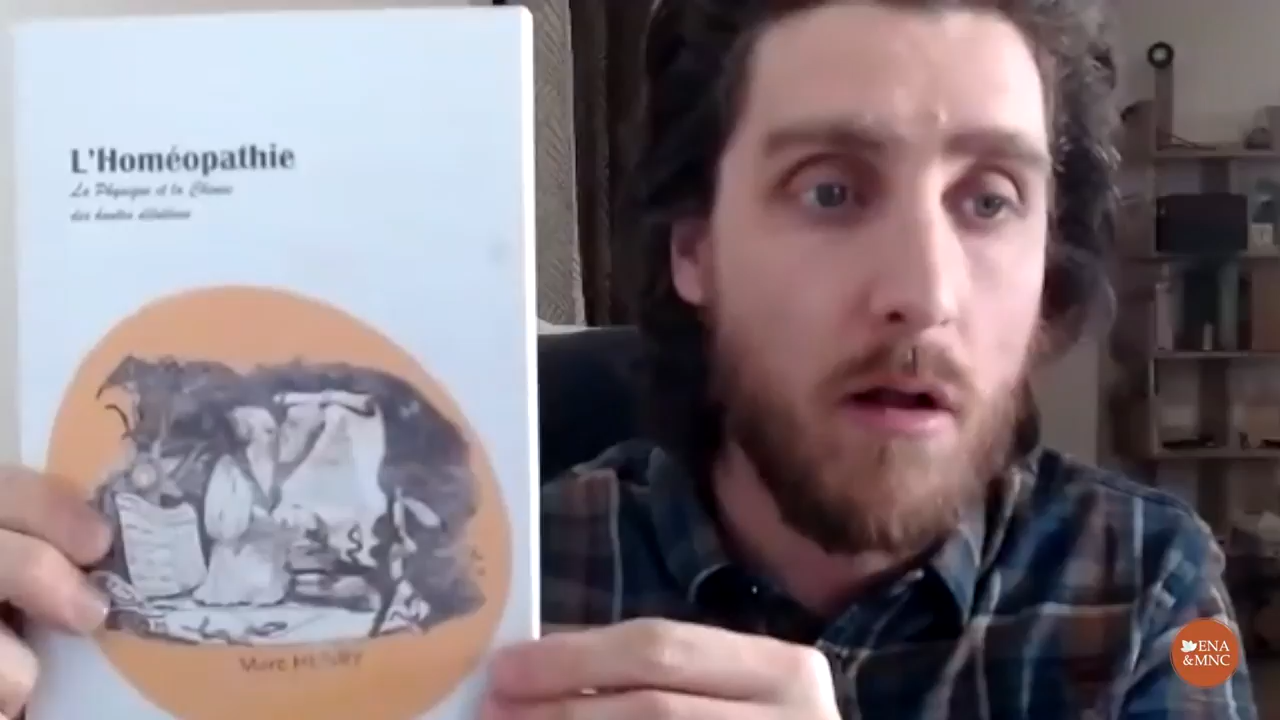 L'Homéopathie
La Physique et la Chimie
des hautes dilutions
Marc HENRY
ENA
&MNC